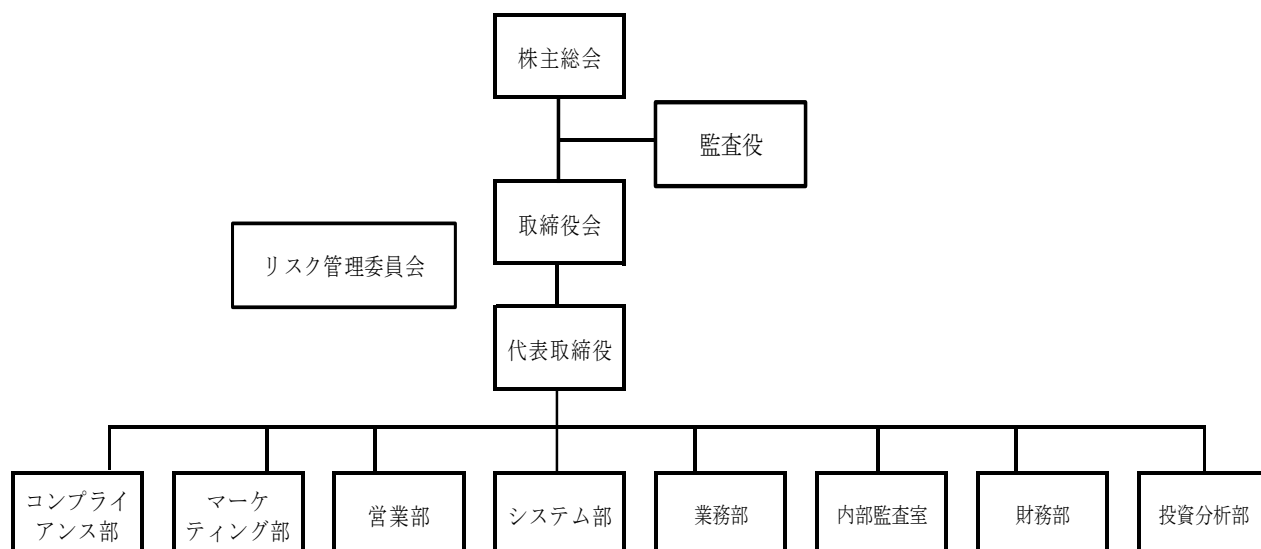 株主総会
監査役
取締役会
リスク管理委員会
代表取締役
コンプライ
アンス部
マーケ
ティング部
営業部
システム部
業務部
内部監査室
財務部
投資分析部